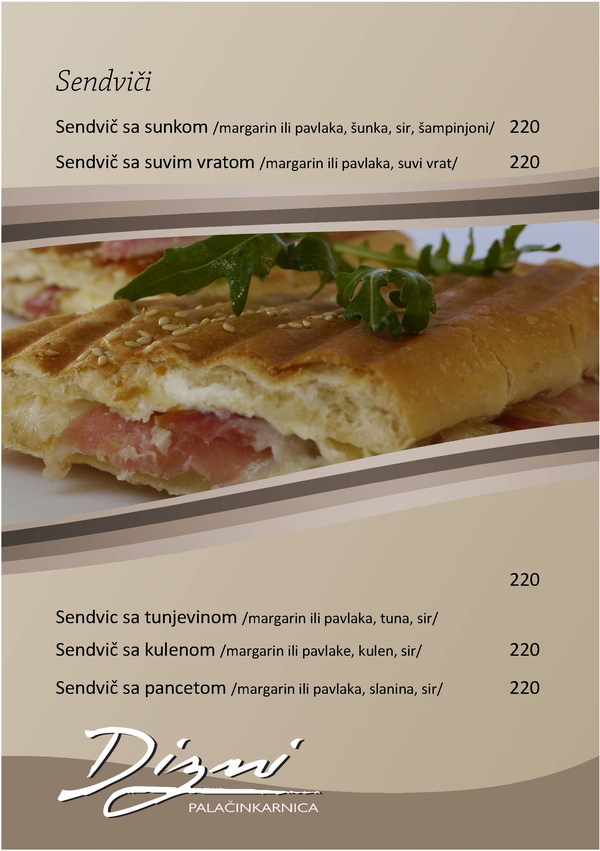 Sendviči
Sendvič sa sunkom /margarin ili pavlaka, šunka, sir, šampinjoni/ 220
Sendvič sa suvim vratom /margarin ili pavlaka, suvi vrat/ 220
220
Sendvic sa tunjevinom /margarin ili pavlaka, tuna, sir/
Sendvič sa kulenom /margarin ili pavlake, kulen, sir/ 220
Sendvič sa pancetom /margarin ili pavlaka, slanina, sir/ 220
Dizni
PALAČINKARNICA